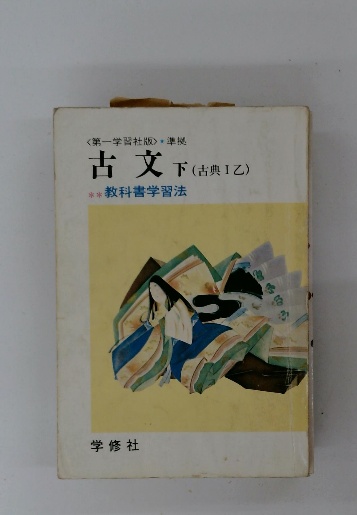 〈第一学習社版〉★準拠
古文下(古典Ⅰ乙)
**教科書学習法
学修社